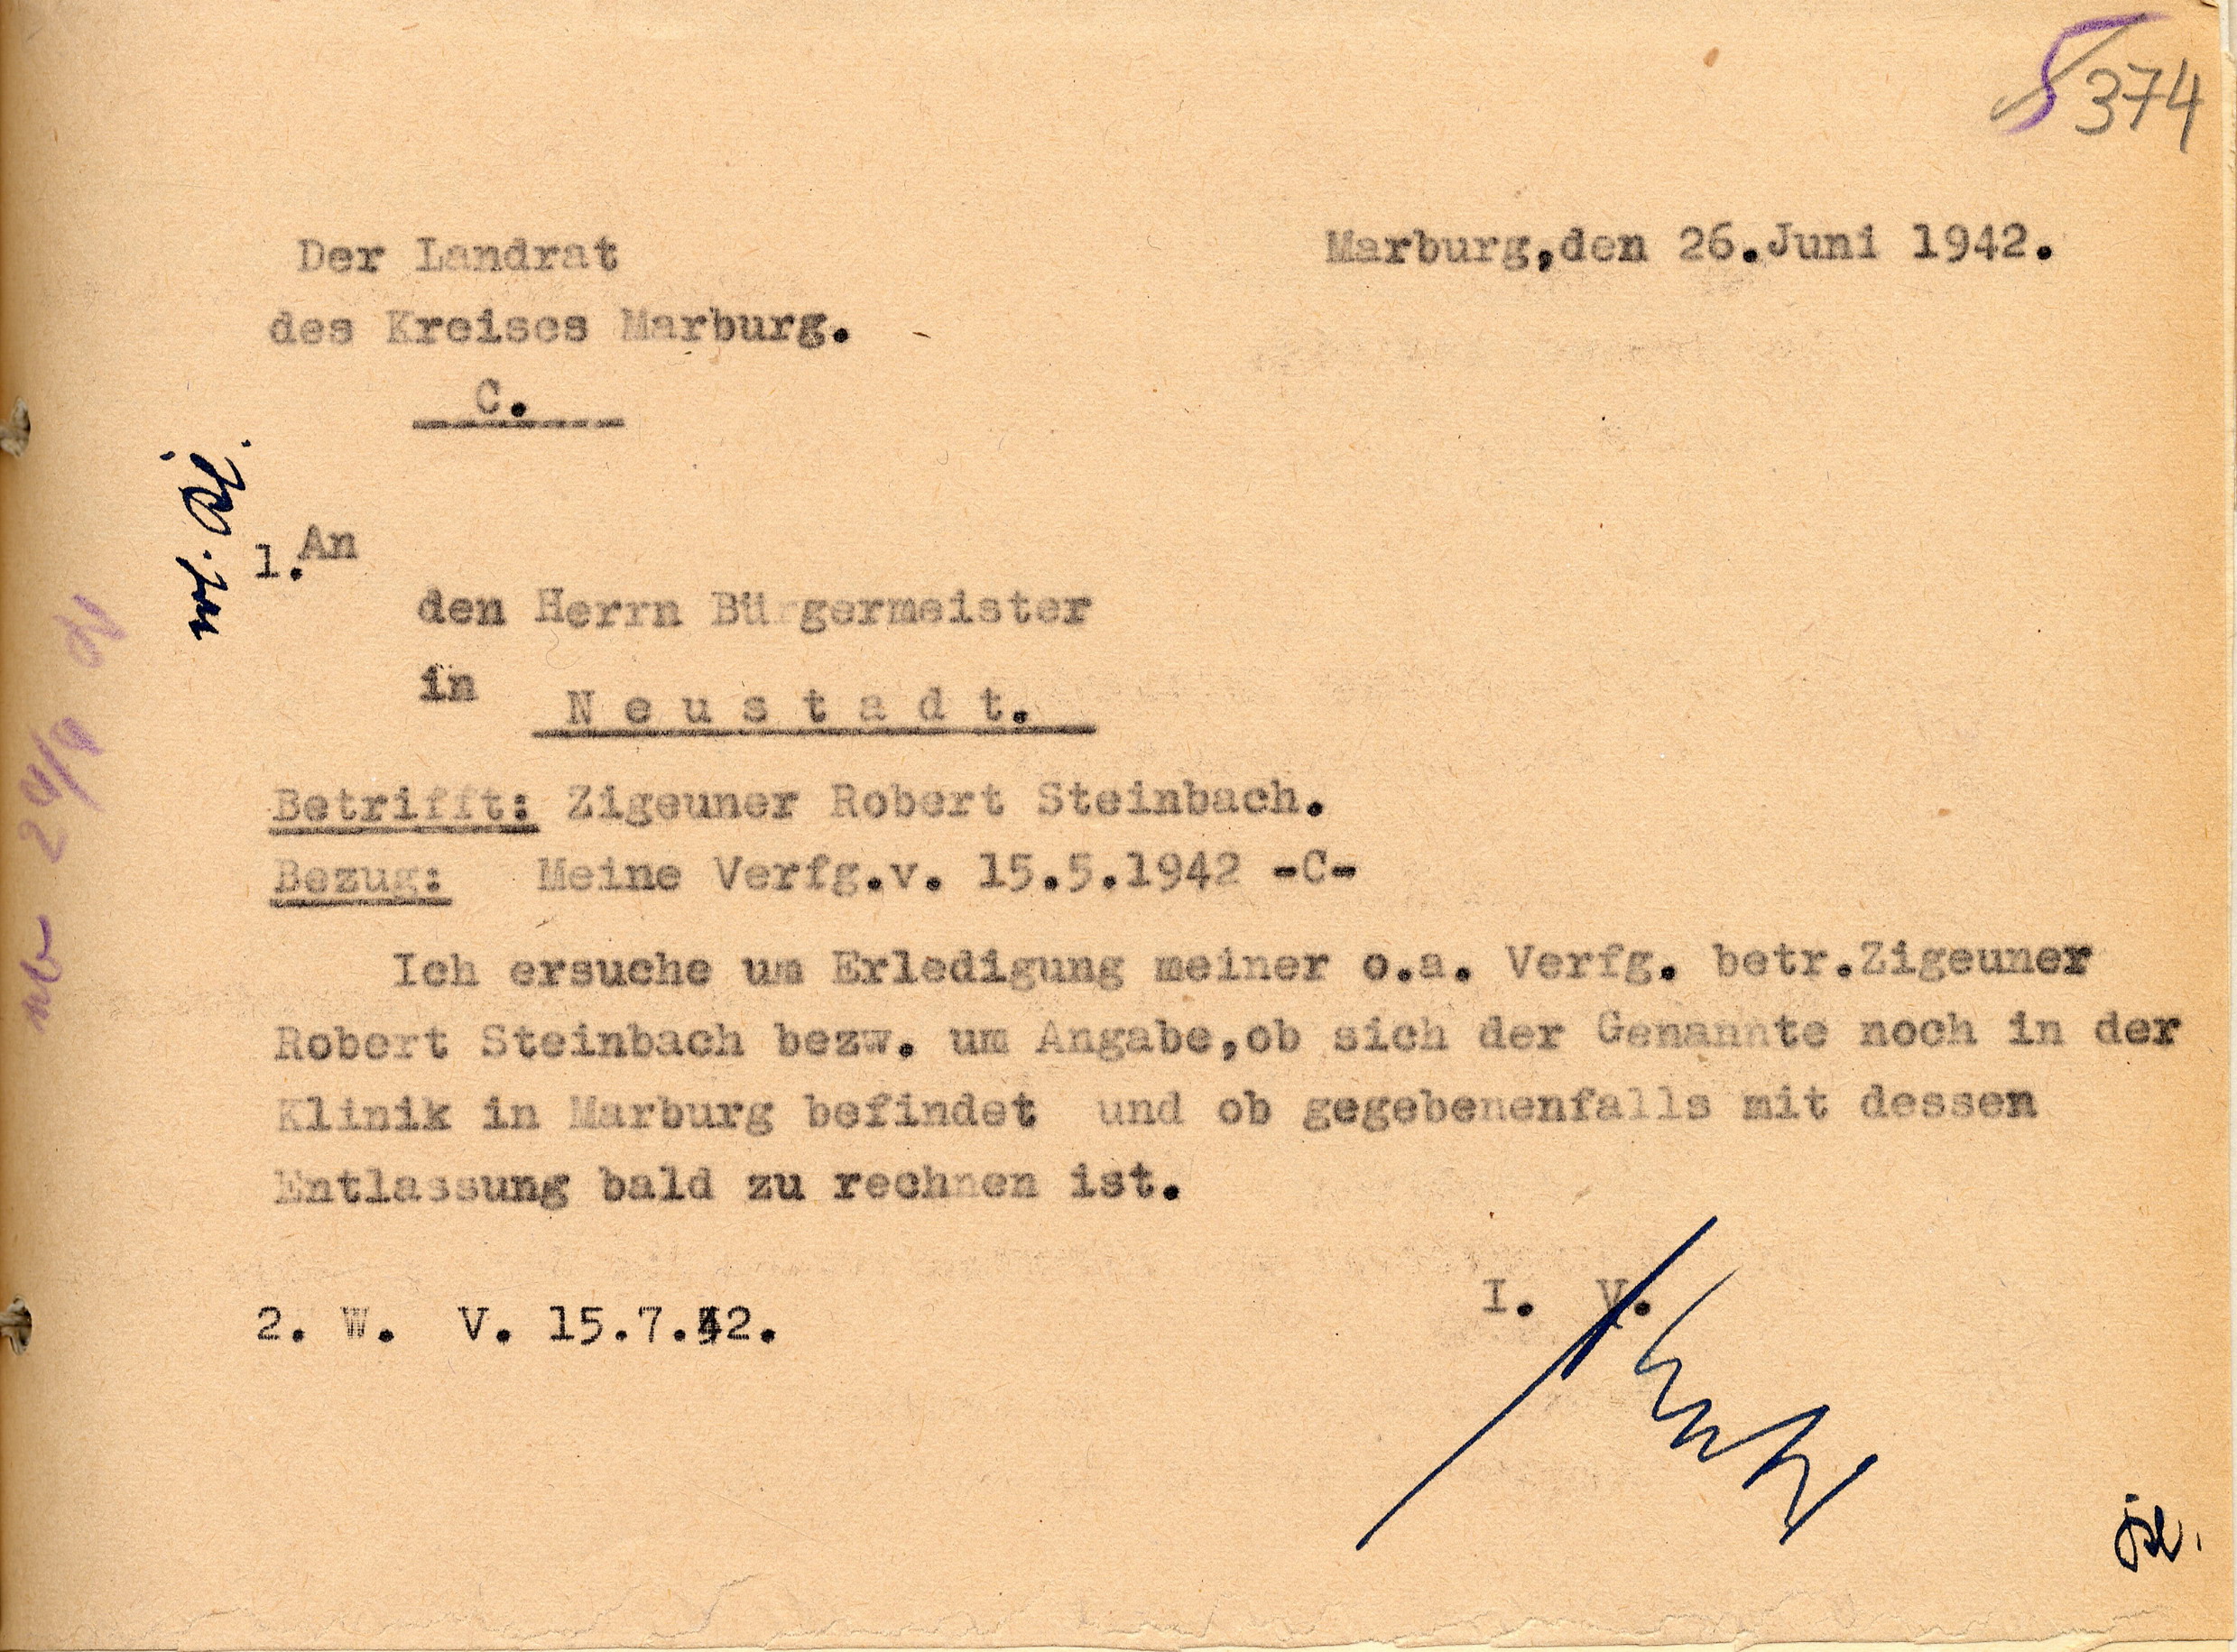 374
Der Landrat
Marburg,den 26.Juni 1942.
des Kreises Marburg.
C.
1.An
den Herrn Bürgermeister
in
N e u s t a d t.
Betrifft: Zigeuner Robert Steinbach.
Bezug: Meine Verfg.v. 15.5.1942 -C-
Ich ersuche um Erledigung meiner o.a. Verfg. betr.Zigeuner
Robert Steinbach bezw. um Angabe,ob sich der Genannte noch in der
Klinik in Marburg befindet und ob gegebenenfalls mit dessen
Entlassung bald zu rechnen ist.
I. V.
2. W. V. 15.7.42.